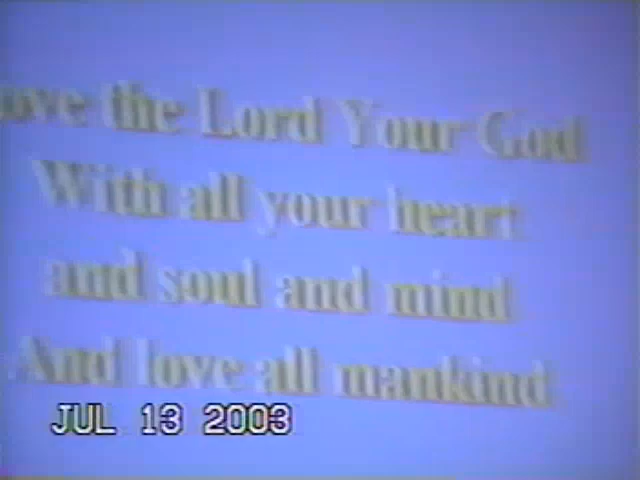 ove the Lord Your God
With all your heart
and soul and mind
And love all mankind
JUL 13 2003